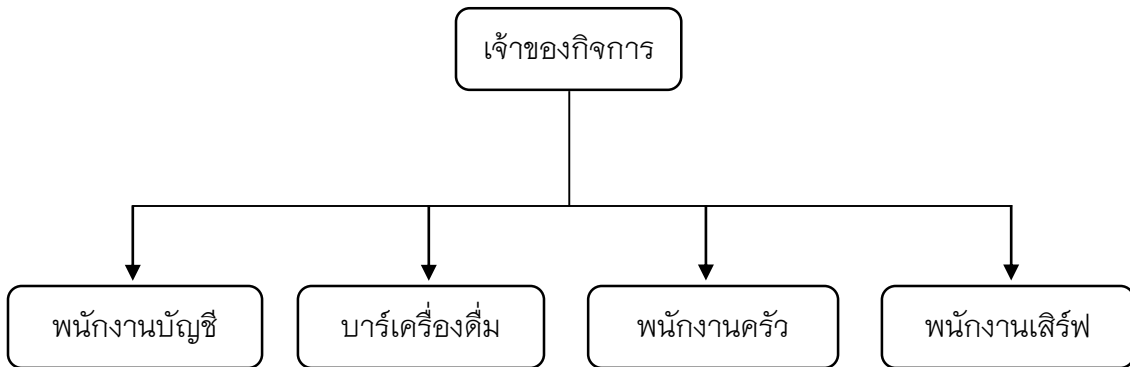 เจ้าของกิจการ
พนักงานบัญชี
บาร์เครื่องดื่ม
พนักงานครัว
พนักงานเสิร์ฟ